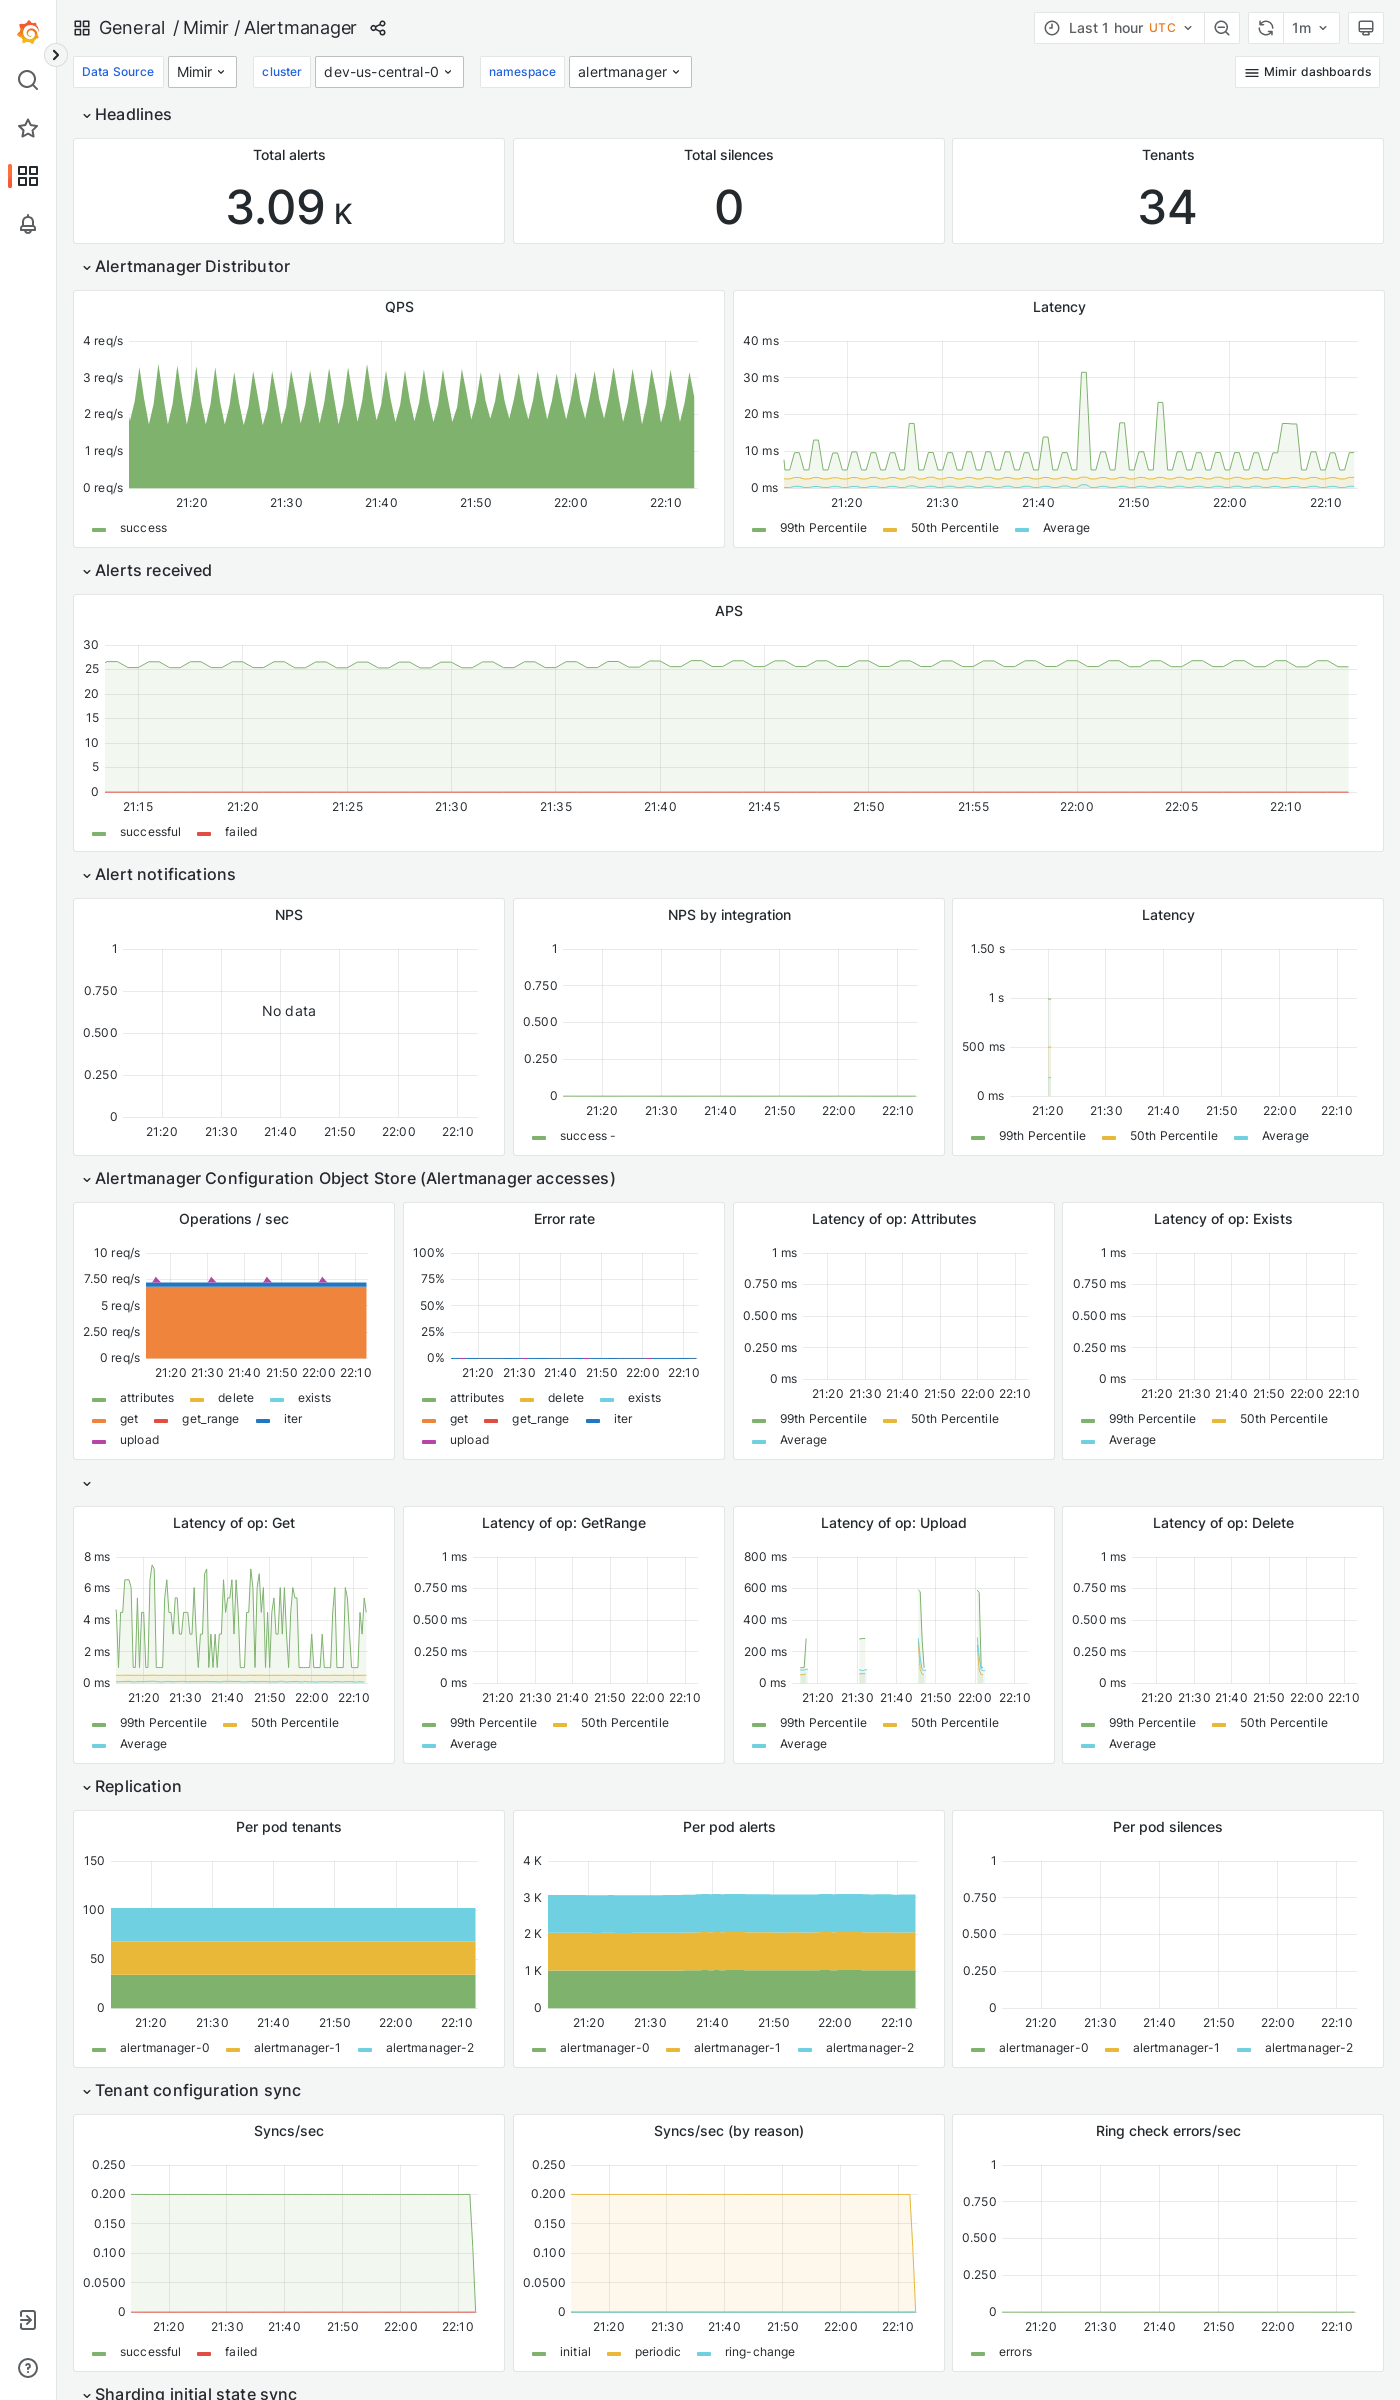 General / Mimir / Alertmanager
Last 1 hour UTC
1m
Data Source Mimir cluster dev-us-central-0 namespace alertmanager
Mimir dashboards
Headlines
Total alerts
3.09 K
Total silences
0
Tenants
34
Alertmanager Distributor
QPS
4 req/s
3 req/s
2 req/s
1 req/s
0 req/s
21:20 21:30 21:40 21:50 22:00 22:10
success
Latency
40 ms
30 ms
20 ms
10 ms
0 ms
21:20 21:30 21:40 21:50 22:00 22:10
99th Percentile 50th Percentile Average
Alerts received
APS
30
25
20
15
10
5
0
21:15 21:20 21:25 21:30 21:35 21:40 21:45 21:50 21:55 22:00 22:05 22:10
successful failed
Alert notifications
NPS
1
0.750
0.500
0.250
0
No data
21:20 21:30 21:40 21:50 22:00 22:10
NPS by integration
1
0.750
0.500
0.250
0
21:20 21:30 21:40 21:50 22:00 22:10
success -
Latency
1.50 s
1 s
500 ms
0 ms
21:20 21:30 21:40 21:50 22:00 22:10
99th Percentile 50th Percentile Average
Alertmanager Configuration Object Store (Alertmanager accesses)
Operations / sec
10 req/s
7.50 req/s
5 req/s
2.50 req/s
0 req/s
21:20 21:30 21:40 21:50 22:00 22:10
attributes delete exists
get get_range iter
upload
Error rate
100%
75%
50%
25%
0%
21:20 21:30 21:40 21:50 22:00 22:10
attributes delete exists
get get_range iter
upload
Latency of op: Attributes
1 ms
0.750 ms
0.500 ms
0.250 ms
0 ms
21:20 21:30 21:40 21:50 22:00 22:10
99th Percentile 50th Percentile
Average
Latency of op: Exists
1 ms
0.750 ms
0.500 ms
0.250 ms
0 ms
21:20 21:30 21:40 21:50 22:00 22:10
99th Percentile 50th Percentile
Average
Latency of op: Get
8 ms
6 ms
4 ms
2 ms
0 ms
21:20 21:30 21:40 21:50 22:00 22:10
99th Percentile 50th Percentile
Average
Latency of op: GetRange
1 ms
0.750 ms
0.500 ms
0.250 ms
0 ms
21:20 21:30 21:40 21:50 22:00 22:10
99th Percentile 50th Percentile
Average
Latency of op: Upload
800 ms
600 ms
400 ms
200 ms
0 ms
21:20 21:30 21:40 21:50 22:00 22:10
99th Percentile 50th Percentile
Average
Latency of op: Delete
1 ms
0.750 ms
0.500 ms
0.250 ms
0 ms
21:20 21:30 21:40 21:50 22:00 22:10
99th Percentile 50th Percentile
Average
Replication
Per pod tenants
150
100
50
0
21:20 21:30 21:40 21:50 22:00 22:10
alertmanager-0 alertmanager-1 alertmanager-2
Per pod alerts
4 K
3 K
2 K
1 K
0
21:20 21:30 21:40 21:50 22:00 22:10
alertmanager-0 alertmanager-1 alertmanager-2
Per pod silences
1
0.750
0.500
0.250
0
21:20 21:30 21:40 21:50 22:00 22:10
alertmanager-0 alertmanager-1 alertmanager-2
Tenant configuration sync
Syncs/sec
0.250
0.200
0.150
0.100
0.0500
0
21:20 21:30 21:40 21:50 22:00 22:10
successful failed
Syncs/sec (by reason)
0.250
0.200
0.150
0.100
0.0500
0
21:20 21:30 21:40 21:50 22:00 22:10
initial periodic ring-change
Ring check errors/sec
1
0.750
0.500
0.250
0
21:20 21:30 21:40 21:50 22:00 22:10
errors
Sharding initial state sync